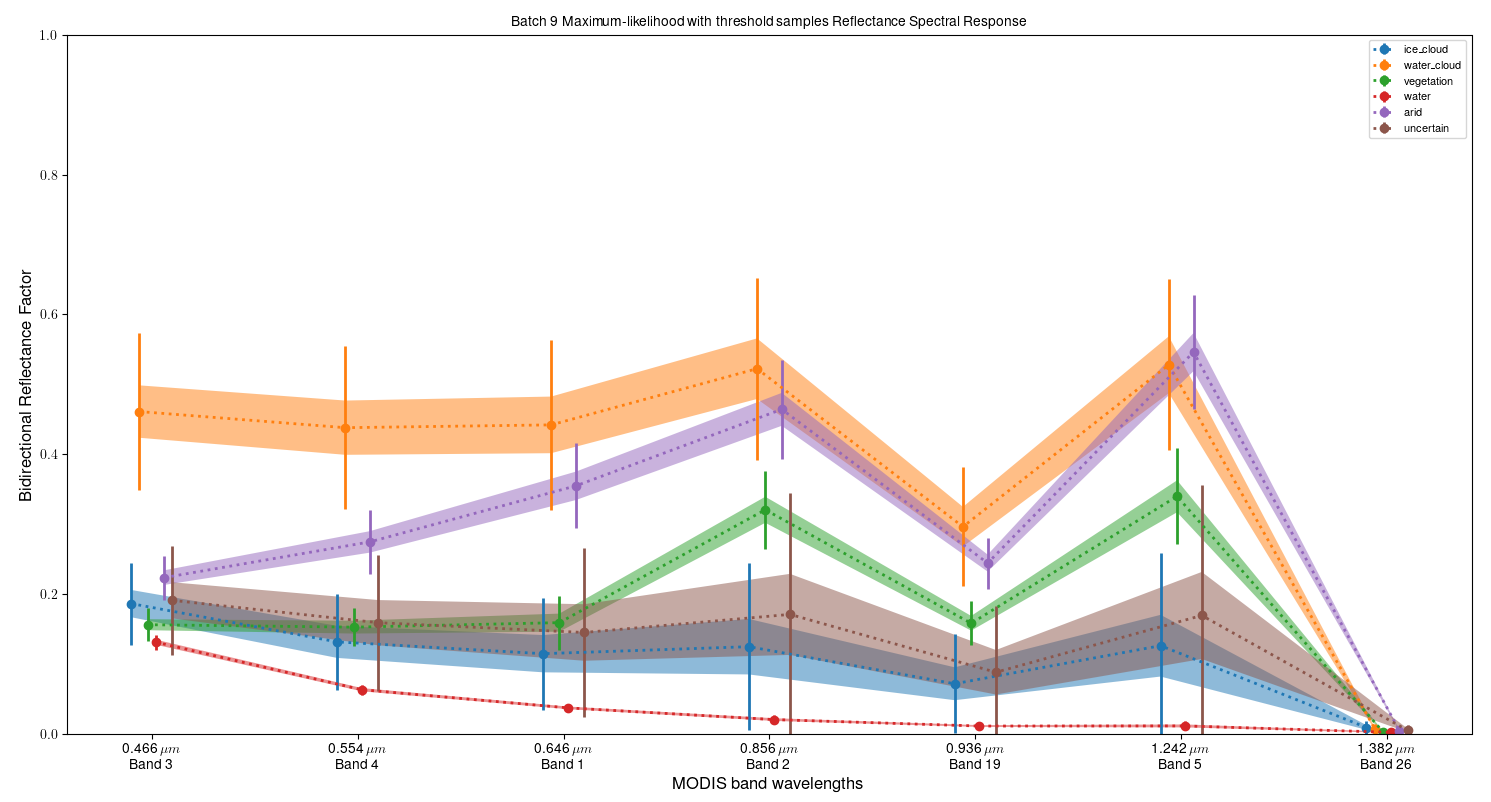 Batch 9 Maximum-likelihood with threshold samples Reflectance Spectral Response
1.0
0.8
0.6
0.4
0.2
0.0
Bidirectional Reflectance Factor
ice_cloud
water_cloud
vegetation
water
arid
uncertain
0.466 μm
Band 3
0.554 μm
Band 4
0.646 μm
Band 1
0.856 μm
Band 2
0.936 μm
Band 19
1.242 μm
Band 5
1.382 μm
Band 26
MODIS band wavelengths